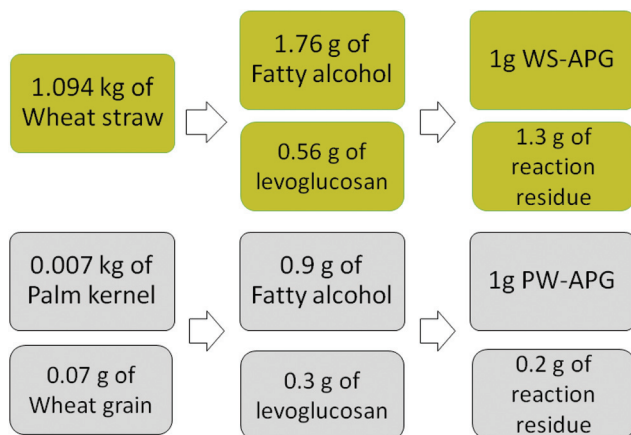 1.094 kg of
Wheat straw
1.76 g of
Fatty alcohol
0.56 g of
levoglucosan
1g WS-APG
1.3 g of
reaction
residue
0.007 kg of
Palm kernel
0.07 g of
Wheat grain
0.9 g of
Fatty alcohol
0.3 g of
levoglucosan
1g PW-APG
0.2 g of
reaction
residue